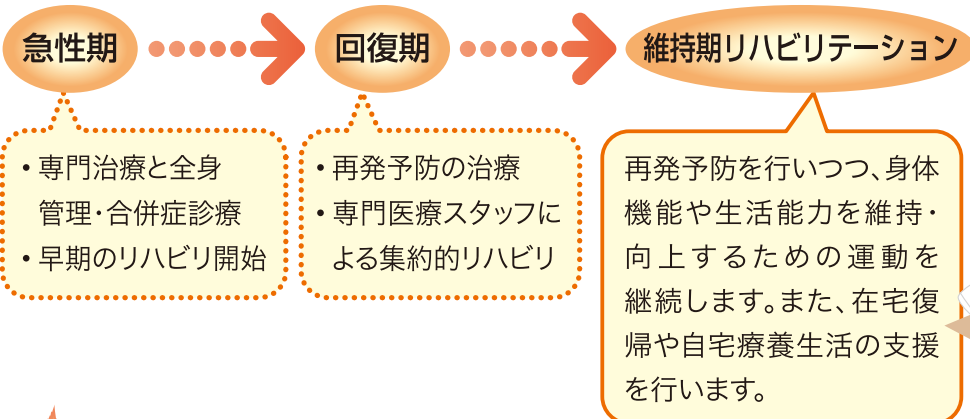 急性期
回復期
維持期リハビリテーション
・専門治療と全身
管理・合併症診療
・早期のリハビリ開始
・再発予防の治療
・専門医療スタッフに
よる集約的リハビリ
再発予防を行いつつ、身体
機能や生活能力を維持・
向上するための運動を
継続します。また、在宅復
帰や自宅療養生活の支援
を行います。